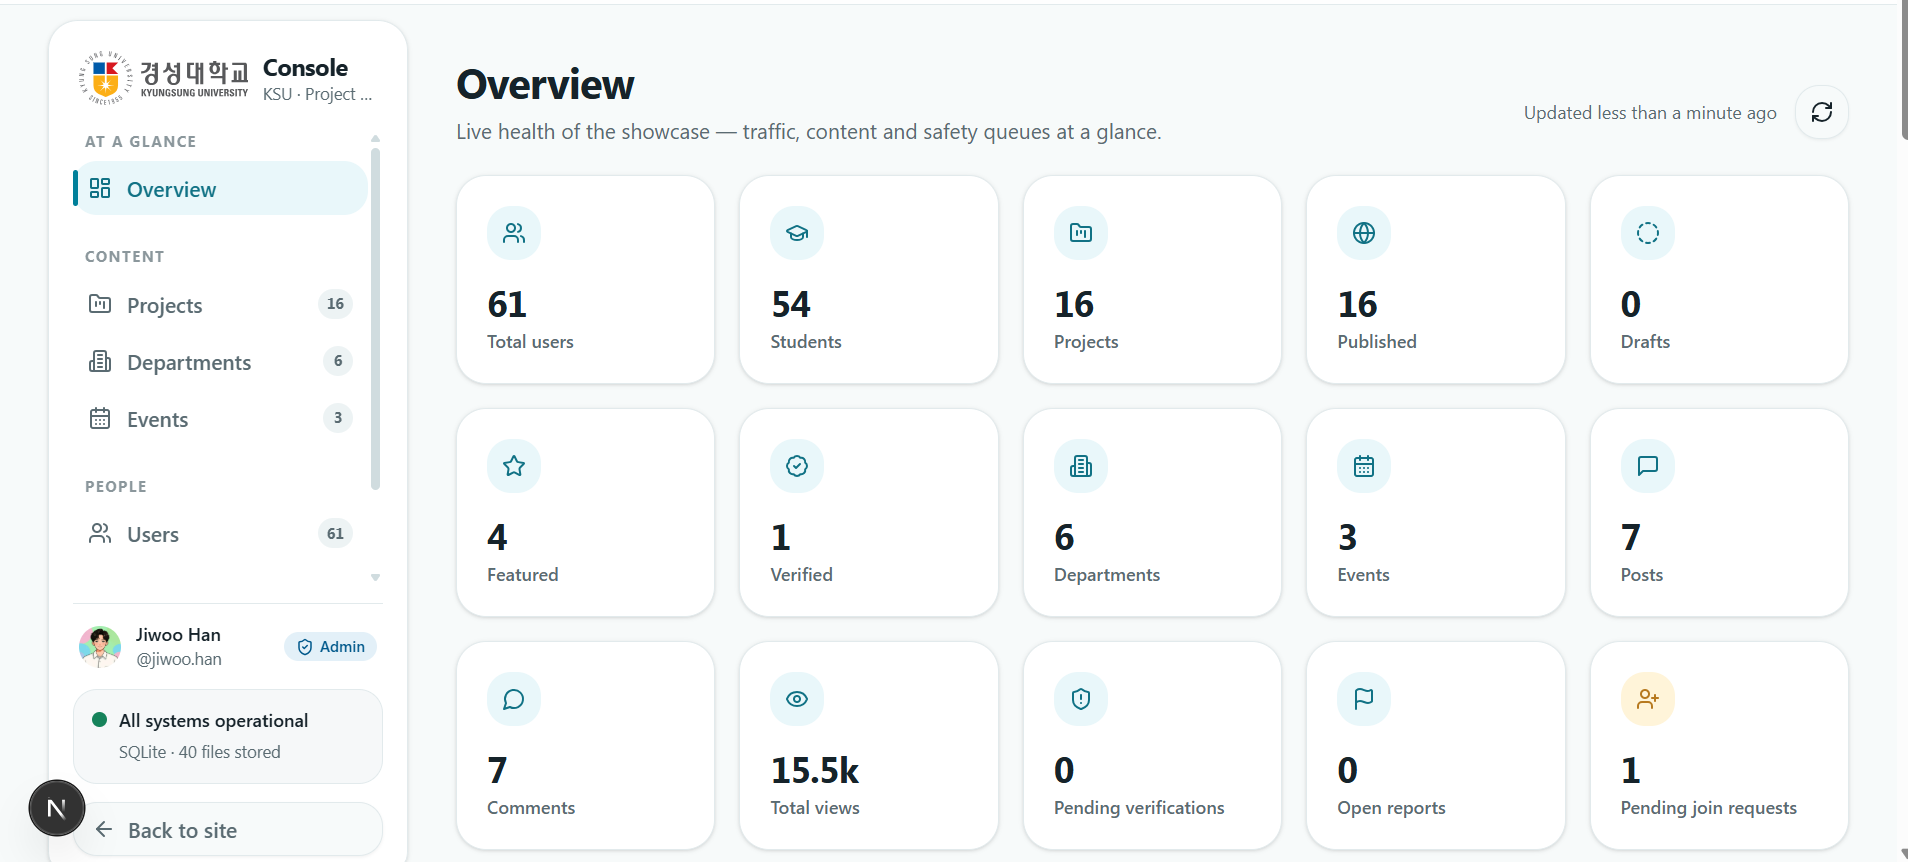 KYUNG SUNG UNIVERSITY
SINCE1955
경성대학교
KYUNGSUNG UNIVERSITY
Console
KSU · Project ...
AT A GLANCE
Overview
CONTENT
Projects 16
Departments 6
Events 3
PEOPLE
Users 61
Jiwoo Han
@jiwoo.han
Admin
All systems operational
SQLite · 40 files stored
N
Back to site
Overview
Live health of the showcase — traffic, content and safety queues at a glance.
Updated less than a minute ago
61
Total users
54
Students
16
Projects
16
Published
0
Drafts
4
Featured
1
Verified
6
Departments
3
Events
7
Posts
7
Comments
15.5k
Total views
0
Pending verifications
0
Open reports
1
Pending join requests